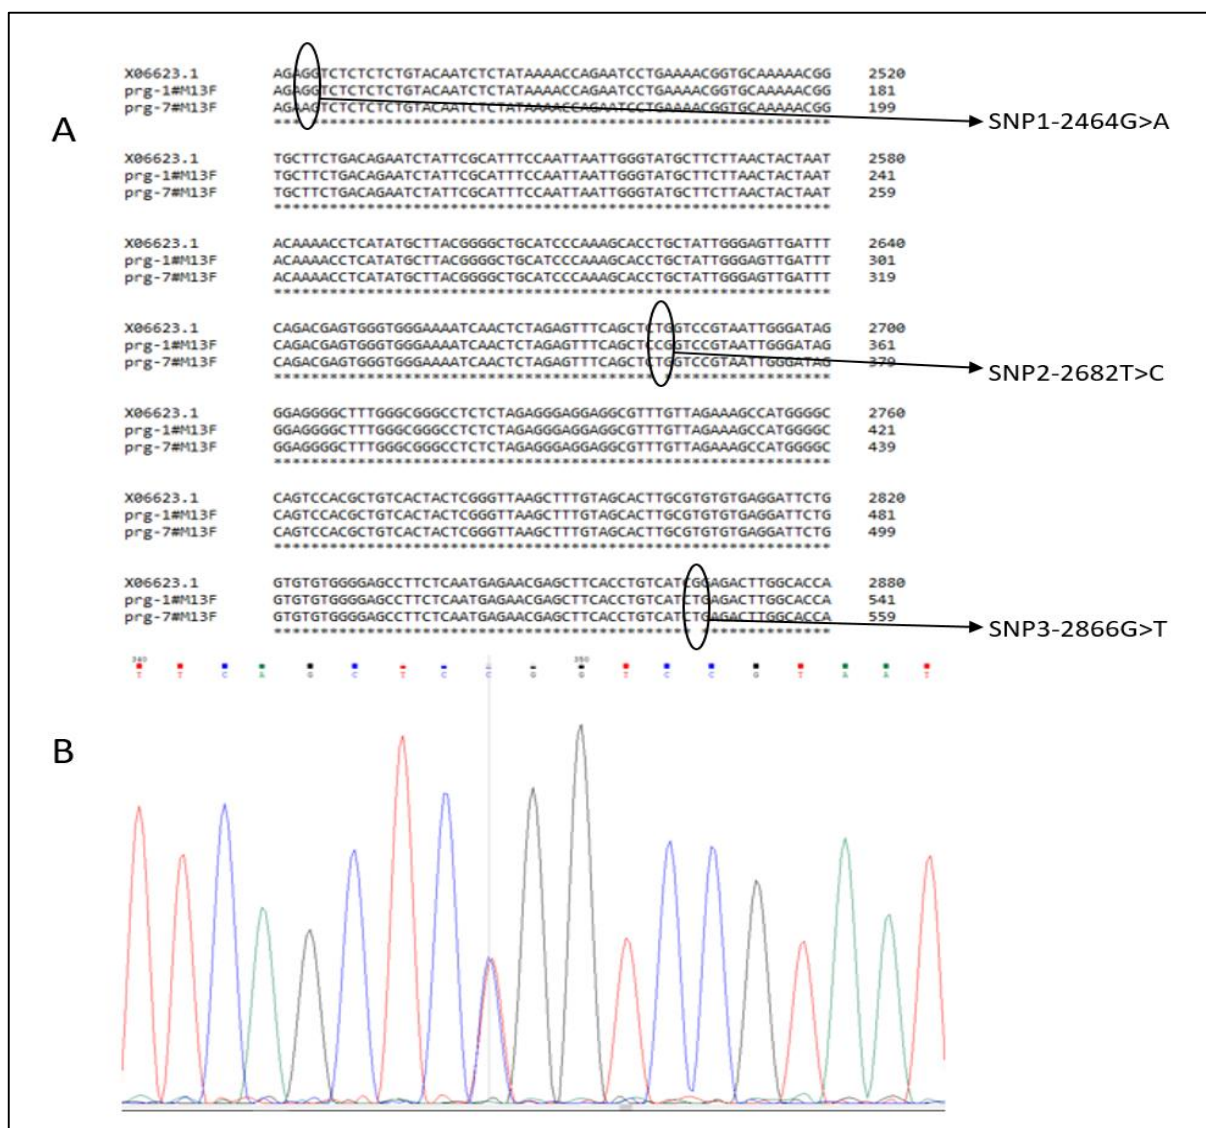 X06623.1 AGAGGTCTCTCTCTGTACAATCTCTATAAAACCAGAATCCTGAAAACGGTGCAAAAACGG 2520
prg-1#M13F AGAGGTCTCTCTCTGTACAATCTCTATAAAACCAGAATCCTGAAAACGGTGCAAAAACGG 181
prg-7#M13F AGAAGTCTCTCTCTGTACAATCTCTATAAAACCAGAATCCTGAAAACGGTGCAAAAACGG 199
*** ********************************************************
A
SNP1-2464G>A
X06623.1 TGCTTCTGACAGAATCTATTCGCATTTCCAATTAATTGGGTATGCTTCTTAACTACTAAT 2580
prg-1#M13F TGCTTCTGACAGAATCTATTCGCATTTCCAATTAATTGGGTATGCTTCTTAACTACTAAT 241
prg-7#M13F TGCTTCTGACAGAATCTATTCGCATTTCCAATTAATTGGGTATGCTTCTTAACTACTAAT 259
************************************************************
X06623.1 ACAAAACCTCATATGCTTACGGGGCTGCATCCCAAAGCACCTGCTATTGGGAGTTGATTT 2640
prg-1#M13F ACAAAACCTCATATGCTTACGGGGCTGCATCCCAAAGCACCTGCTATTGGGAGTTGATTT 301
prg-7#M13F ACAAAACCTCATATGCTTACGGGGCTGCATCCCAAAGCACCTGCTATTGGGAGTTGATTT 319
************************************************************
X06623.1 CAGACGAGTGGGTGGGAAAATCAACTCTAGAGTTTCAGCTCTGGTCCGTAATTGGGATAG 2700
prg-1#M13F CAGACGAGTGGGTGGGAAAATCAACTCTAGAGTTTCAGCTCCGGTCCGTAATTGGGATAG 361
prg-7#M13F CAGACGAGTGGGTGGGAAAATCAACTCTAGAGTTTCAGCTCTGGTCCGTAATTGGGATAG 379
***************************************** ******************
SNP2-2682T>C
X06623.1 GGAGGGGCTTTGGGCGGGCCTCTCTAGAGGGAGGAGGCGTTTGTTAGAAAGCCATGGGGC 2760
prg-1#M13F GGAGGGGCTTTGGGCGGGCCTCTCTAGAGGGAGGAGGCGTTTGTTAGAAAGCCATGGGGC 421
prg-7#M13F GGAGGGGCTTTGGGCGGGCCTCTCTAGAGGGAGGAGGCGTTTGTTAGAAAGCCATGGGGC 439
************************************************************
X06623.1 CAGTCCACGCTGTCACTACTCGGGTTAAGCTTTGTAGCACTTGCGTGTGTGAGGATTCTG 2820
prg-1#M13F CAGTCCACGCTGTCACTACTCGGGTTAAGCTTTGTAGCACTTGCGTGTGTGAGGATTCTG 481
prg-7#M13F CAGTCCACGCTGTCACTACTCGGGTTAAGCTTTGTAGCACTTGCGTGTGTGAGGATTCTG 499
************************************************************
X06623.1 GTGTGTGGGGAGCCTTCTCAATGAGAACGAGCTTCACCTGTCATCGGAGACTTGGCACCA 2880
prg-1#M13F GTGTGTGGGGAGCCTTCTCAATGAGAACGAGCTTCACCTGTCATCTGAGACTTGGCACCA 541
prg-7#M13F GTGTGTGGGGAGCCTTCTCAATGAGAACGAGCTTCACCTGTCATCTGAGACTTGGCACCA 559
********************************************* **************
SNP3-2866G>T
340 350
T T C A G C T C C G G T C C G T A A T
B